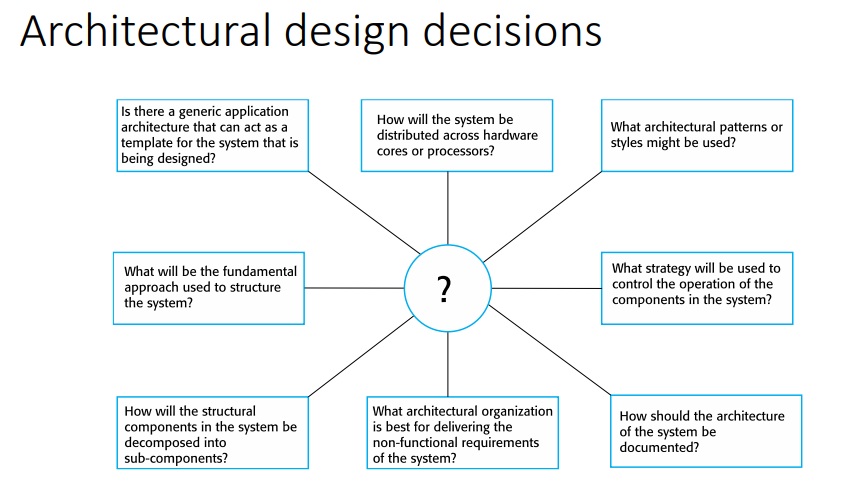 Architectural design decisions
Is there a generic application
architecture that can act as a
template for the system that is
being designed?
How will the system be
distributed across hardware
cores or processors?
What architectural patterns or
styles might be used?
What will be the fundamental
approach used to structure
the system?
?
What strategy will be used to
control the operation of the
components in the system?
How will the structural
components in the system be
decomposed into
sub-components?
What architectural organization
is best for delivering the
non-functional requirements
of the system?
How should the architecture
of the system be
documented?